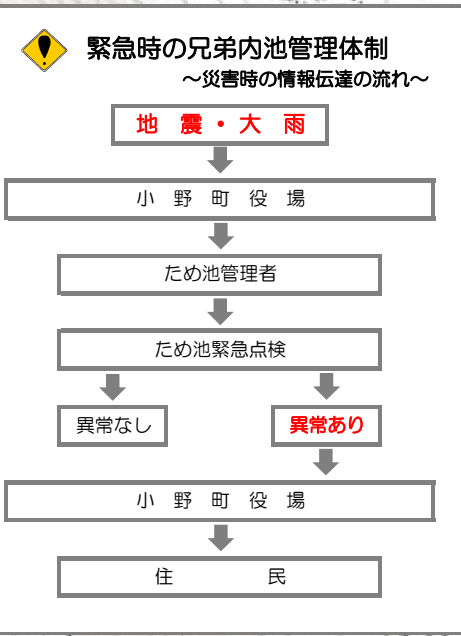 緊急時の兄弟内池管理体制
～災害時の情報伝達の流れ～
地 震・大 雨
小 野 町 役 場
ため池管理者
ため池緊急点検
異常なし 異常あり
小 野 町 役 場
住 民